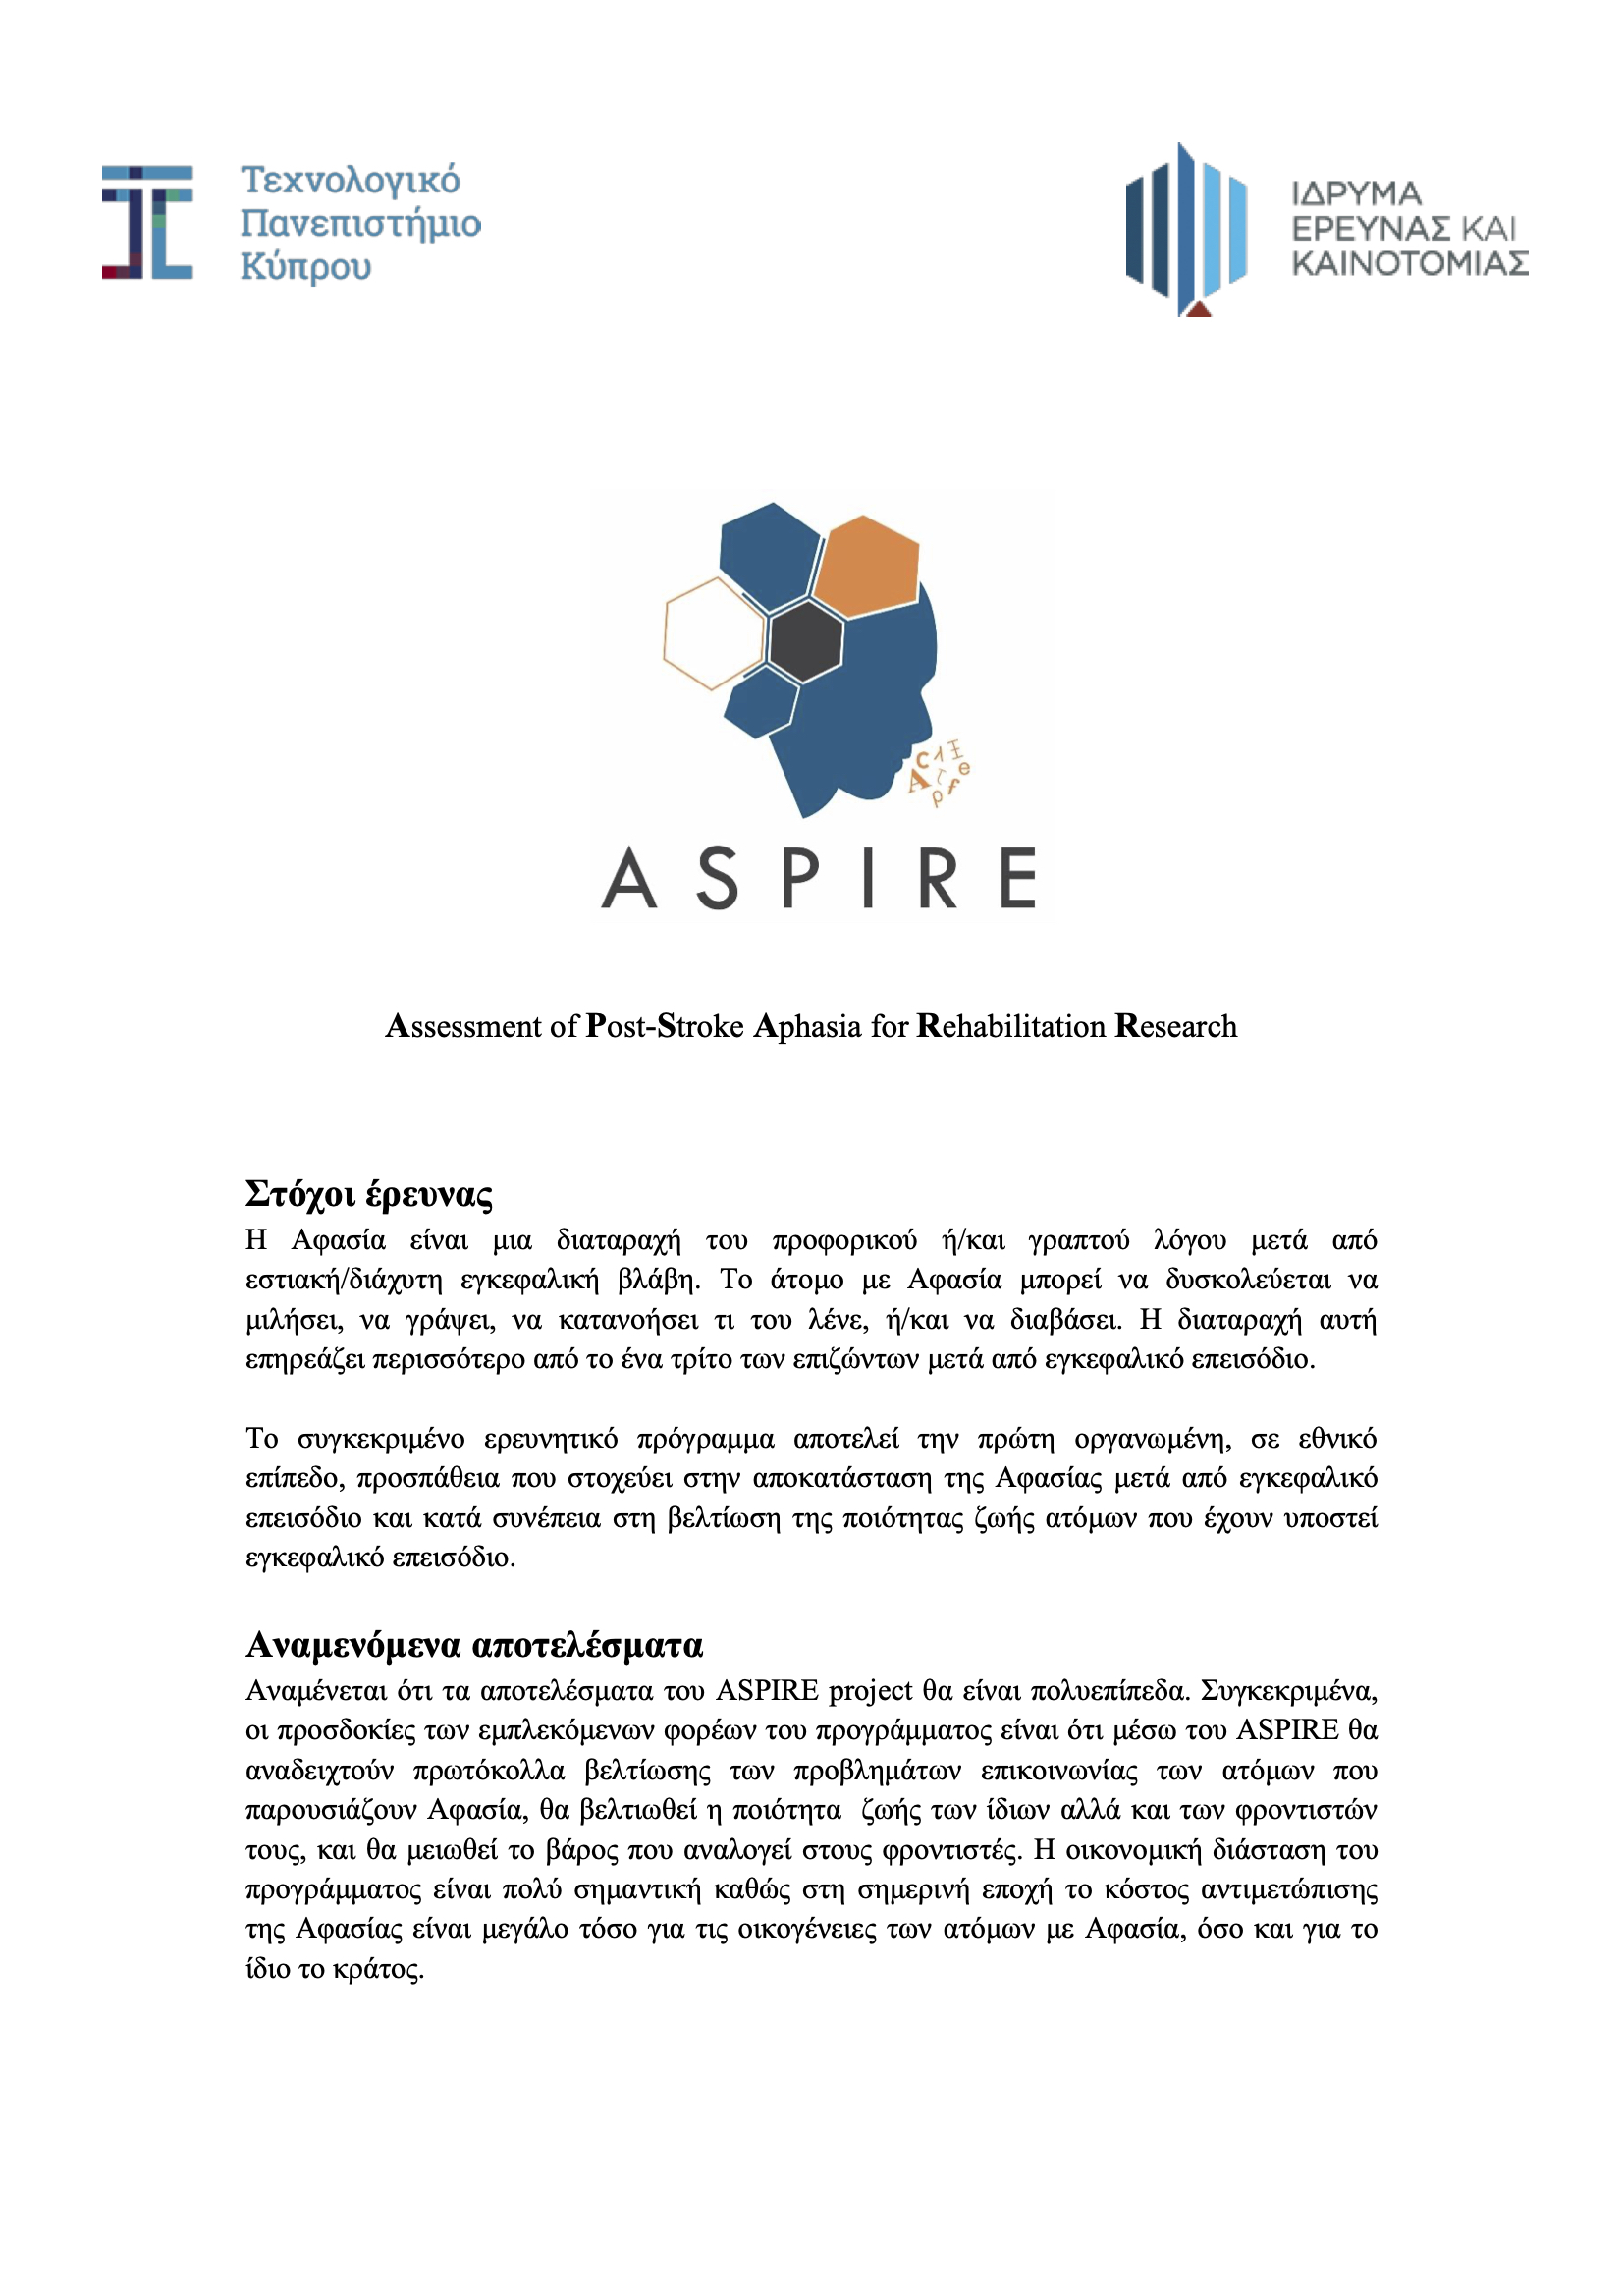 Τεχνολογικό
Πανεπιστήμιο
Κύπρου
ΙΔΡΥΜΑ
ΕΡΕΥΝΑΣ ΚΑΙ
ΚΑΙΝΟΤΟΜΙΑΣ
ASPIRE
Assessment of Post-Stroke Aphasia for Rehabilitation Research
Στόχοι έρευνας
Η Αφασία είναι μια διαταραχή του προφορικού ή/και γραπτού λόγου μετά από
εστιακή/διάχυτη εγκεφαλική βλάβη. Το άτομο με Αφασία μπορεί να δυσκολεύεται να
μιλήσει, να γράψει, να κατανοήσει τι του λένε, ή/και να διαβάσει. Η διαταραχή αυτή
επηρεάζει περισσότερο από το ένα τρίτο των επιζώντων μετά από εγκεφαλικό επεισόδιο.
Το συγκεκριμένο ερευνητικό πρόγραμμα αποτελεί την πρώτη οργανωμένη, σε εθνικό
επίπεδο, προσπάθεια που στοχεύει στην αποκατάσταση της Αφασίας μετά από εγκεφαλικό
επεισόδιο και κατά συνέπεια στη βελτίωση της ποιότητας ζωής ατόμων που έχουν υποστεί
εγκεφαλικό επεισόδιο.
Αναμενόμενα αποτελέσματα
Αναμένεται ότι τα αποτελέσματα του ASPIRE project θα είναι πολυεπίπεδα. Συγκεκριμένα,
οι προσδοκίες των εμπλεκόμενων φορέων του προγράμματος είναι ότι μέσω του ASPIRE θα
αναδειχτούν πρωτόκολλα βελτίωσης των προβλημάτων επικοινωνίας των ατόμων που
παρουσιάζουν Αφασία, θα βελτιωθεί η ποιότητα ζωής των ίδιων αλλά και των φροντιστών
τους, και θα μειωθεί το βάρος που αναλογεί στους φροντιστές. Η οικονομική διάσταση του
προγράμματος είναι πολύ σημαντική καθώς στη σημερινή εποχή το κόστος αντιμετώπισης
της Αφασίας είναι μεγάλο τόσο για τις οικογένειες των ατόμων με Αφασία, όσο και για το
ίδιο το κράτος.